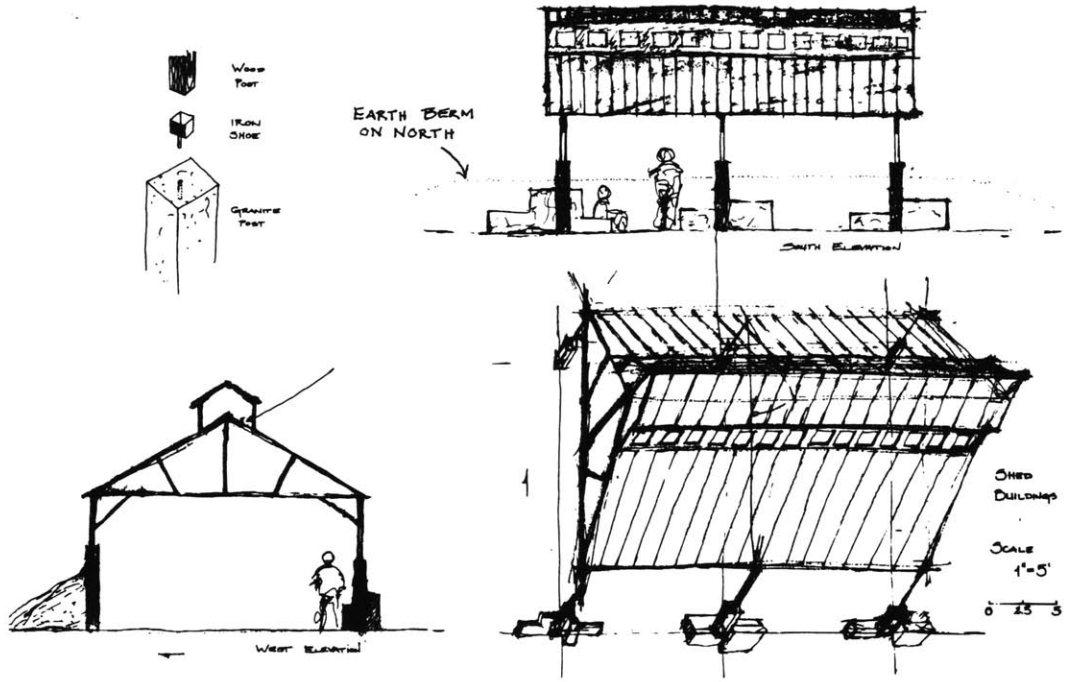 WOOD
POST
IRON
SHOE
GRANITE
POST
EARTH BERM
ON NORTH
SOUTH ELEVATION
WEST ELEVATION
SHED
BUILDINGS
SCALE
1"=5'
0 2.5 5